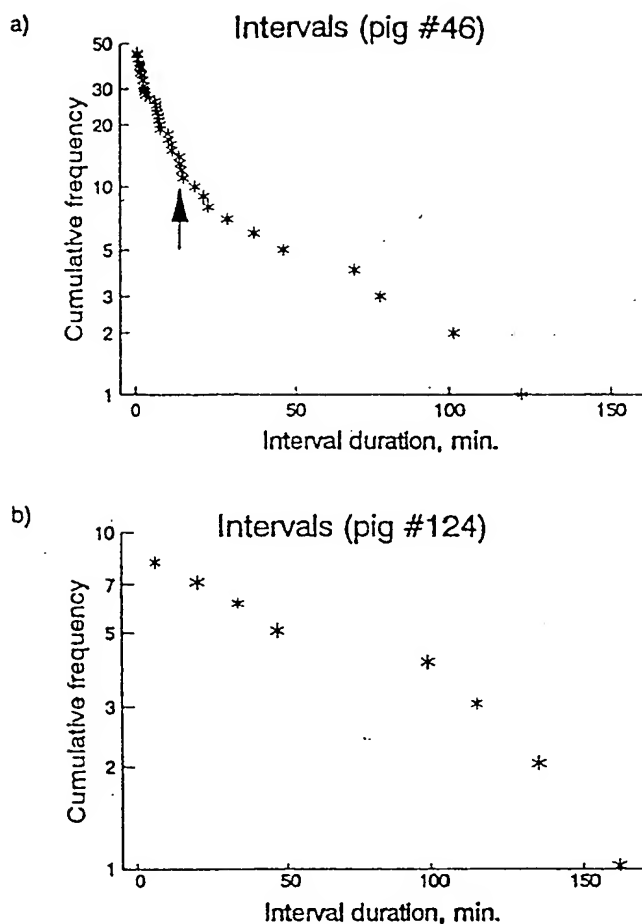 a)
Intervals (pig #46)
Cumulative frequency
50
30
20
10
5
3
2
1
0 50 100 150
Interval duration, min.
b)
Intervals (pig #124)
Cumulative frequency
10
7
5
3
2
1
0 50 100 150
Interval duration, min.